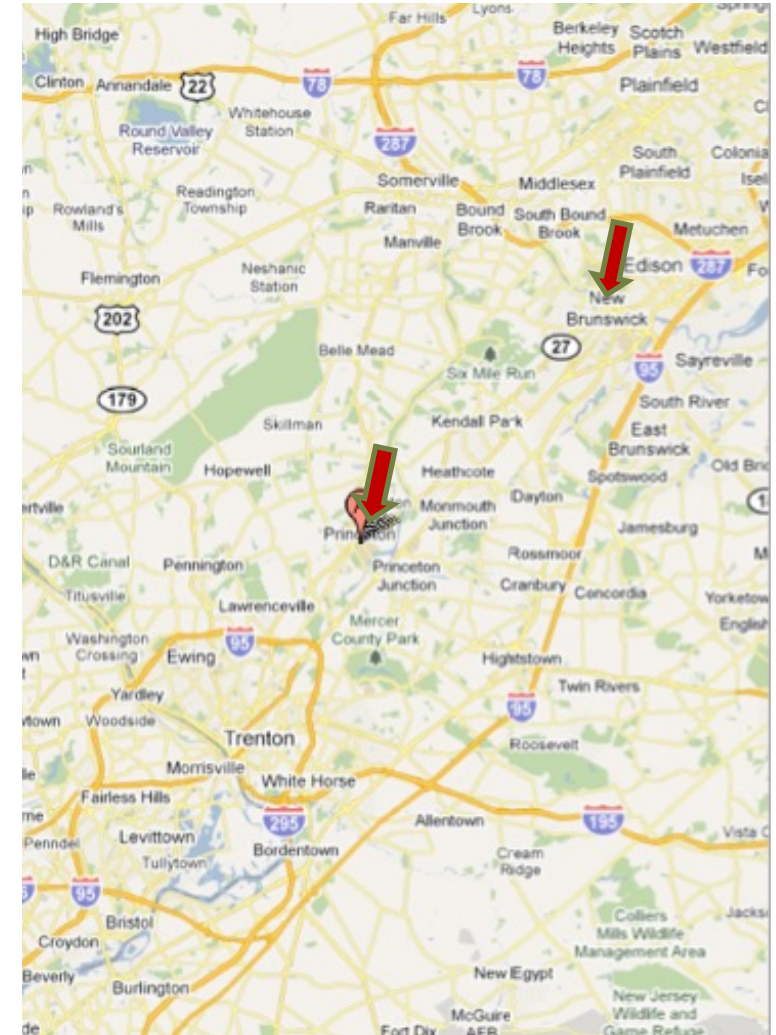 Lyons
Far Hills
High Bridge
Berkeley
Heights
Scotch
Plains
Westfield
Clinton
Annandale
22
78
78
Plainfield
Whitehouse
Station
Round Valley
Reservoir
287
South
Plainfield
Colonia
Somerville
Middlesex
Readington
Township
Rowland's
Mills
Raritan
Bound
Brook
South Bound
Brook
Metuchen
Manville
Edison
287
Flemington
Neshanic
Station
New
Brunswick
202
27
Belle Mead
Six Mile Run
95
Sayreville
179
South River
Skillman
Kendall Park
East
Brunswick
Sourland
Mountain
Hopewell
Heathcote
Spotswood
Old
Monmouth
Junction
Dayton
Princeton
Jamesburg
D&R Canal
Pennington
Princeton
Junction
Rossmoor
Titusville
Cranbury
Concordia
Lawrenceville
Mercer
County Park
Washington
Crossing
Ewing
95
Hightstown
Twin Rivers
Yardley
Woodside
95
Trenton
Roosevelt
Morrisville
White Horse
Fairless Hills
295
Allentown
195
Penndel
Levittown
Vista
Tullytown
Bordentown
Cream
Ridge
95
Bristol
Colliers
Mills Wildlife
Management Area
Croydon
Beverly
New Egypt
Burlington
New Jersey
Wildlife and
Game Refuge
McGuire
AFB
Fort Dix